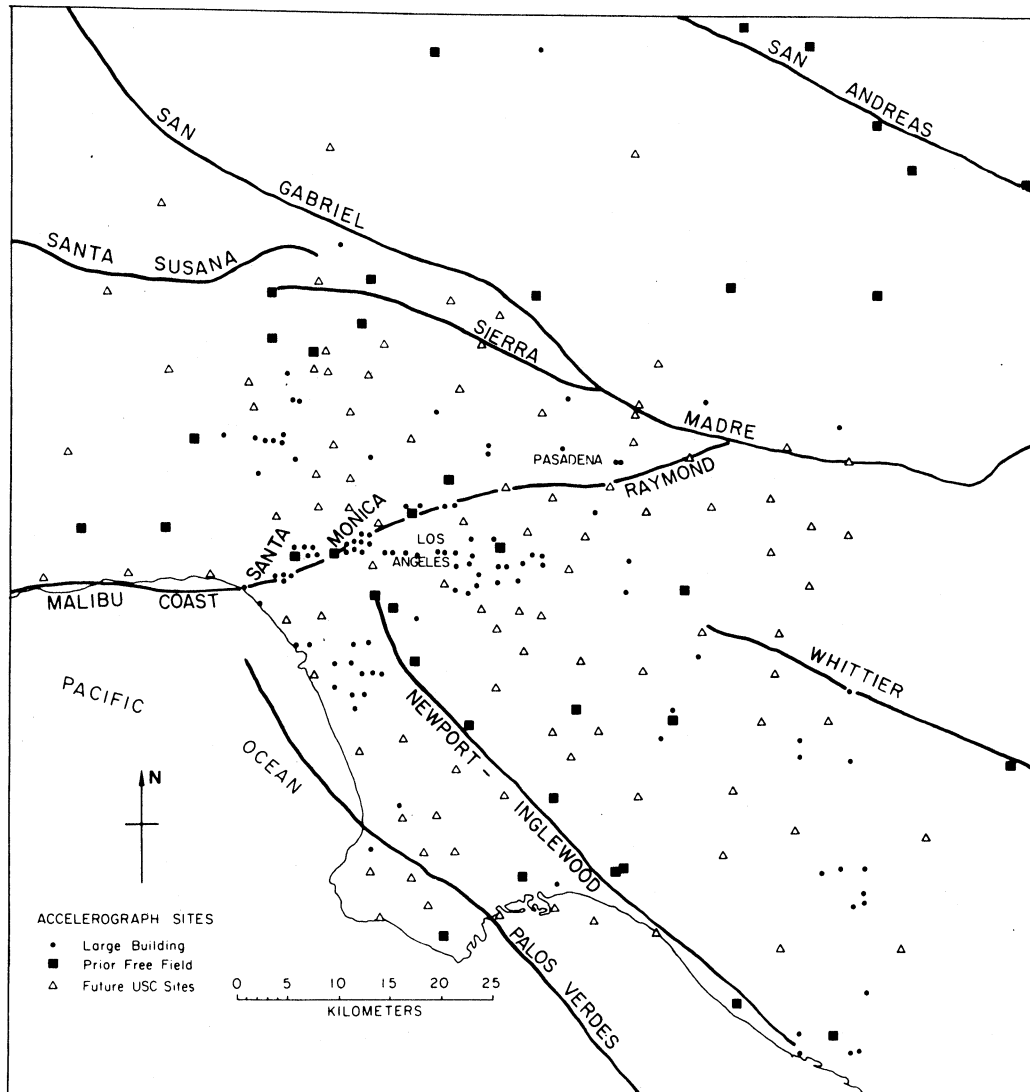 SAN
ANDREAS
SAN
GABRIEL
SANTA
SUSANA
SIERRA
MADRE
PASADENA
RAYMOND
SANTA
MONICA
LOS
ANGELES
MALIBU COAST
WHITTIER
PACIFIC
OCEAN
NEWPORT –
INGLEWOOD
N
PALOS VERDES
ACCELEROGRAPH SITES
Large Building
Prior Free Field
Future USC Sites
0 5 10 15 20 25
KILOMETERS